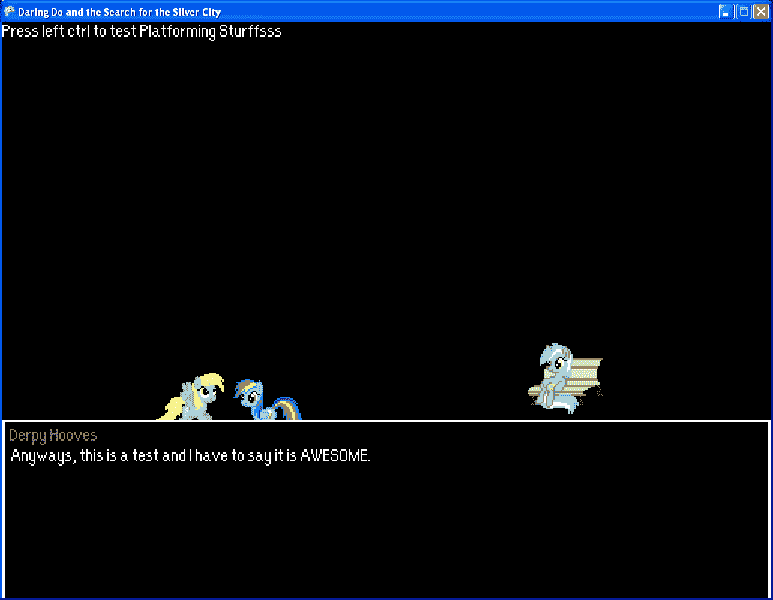 Daring Do and the Search for the Silver City
Press left ctrl to test Platforming Sturffsss
Derpy Hooves
Anyways, this is a test and I have to say it is AWESOME.